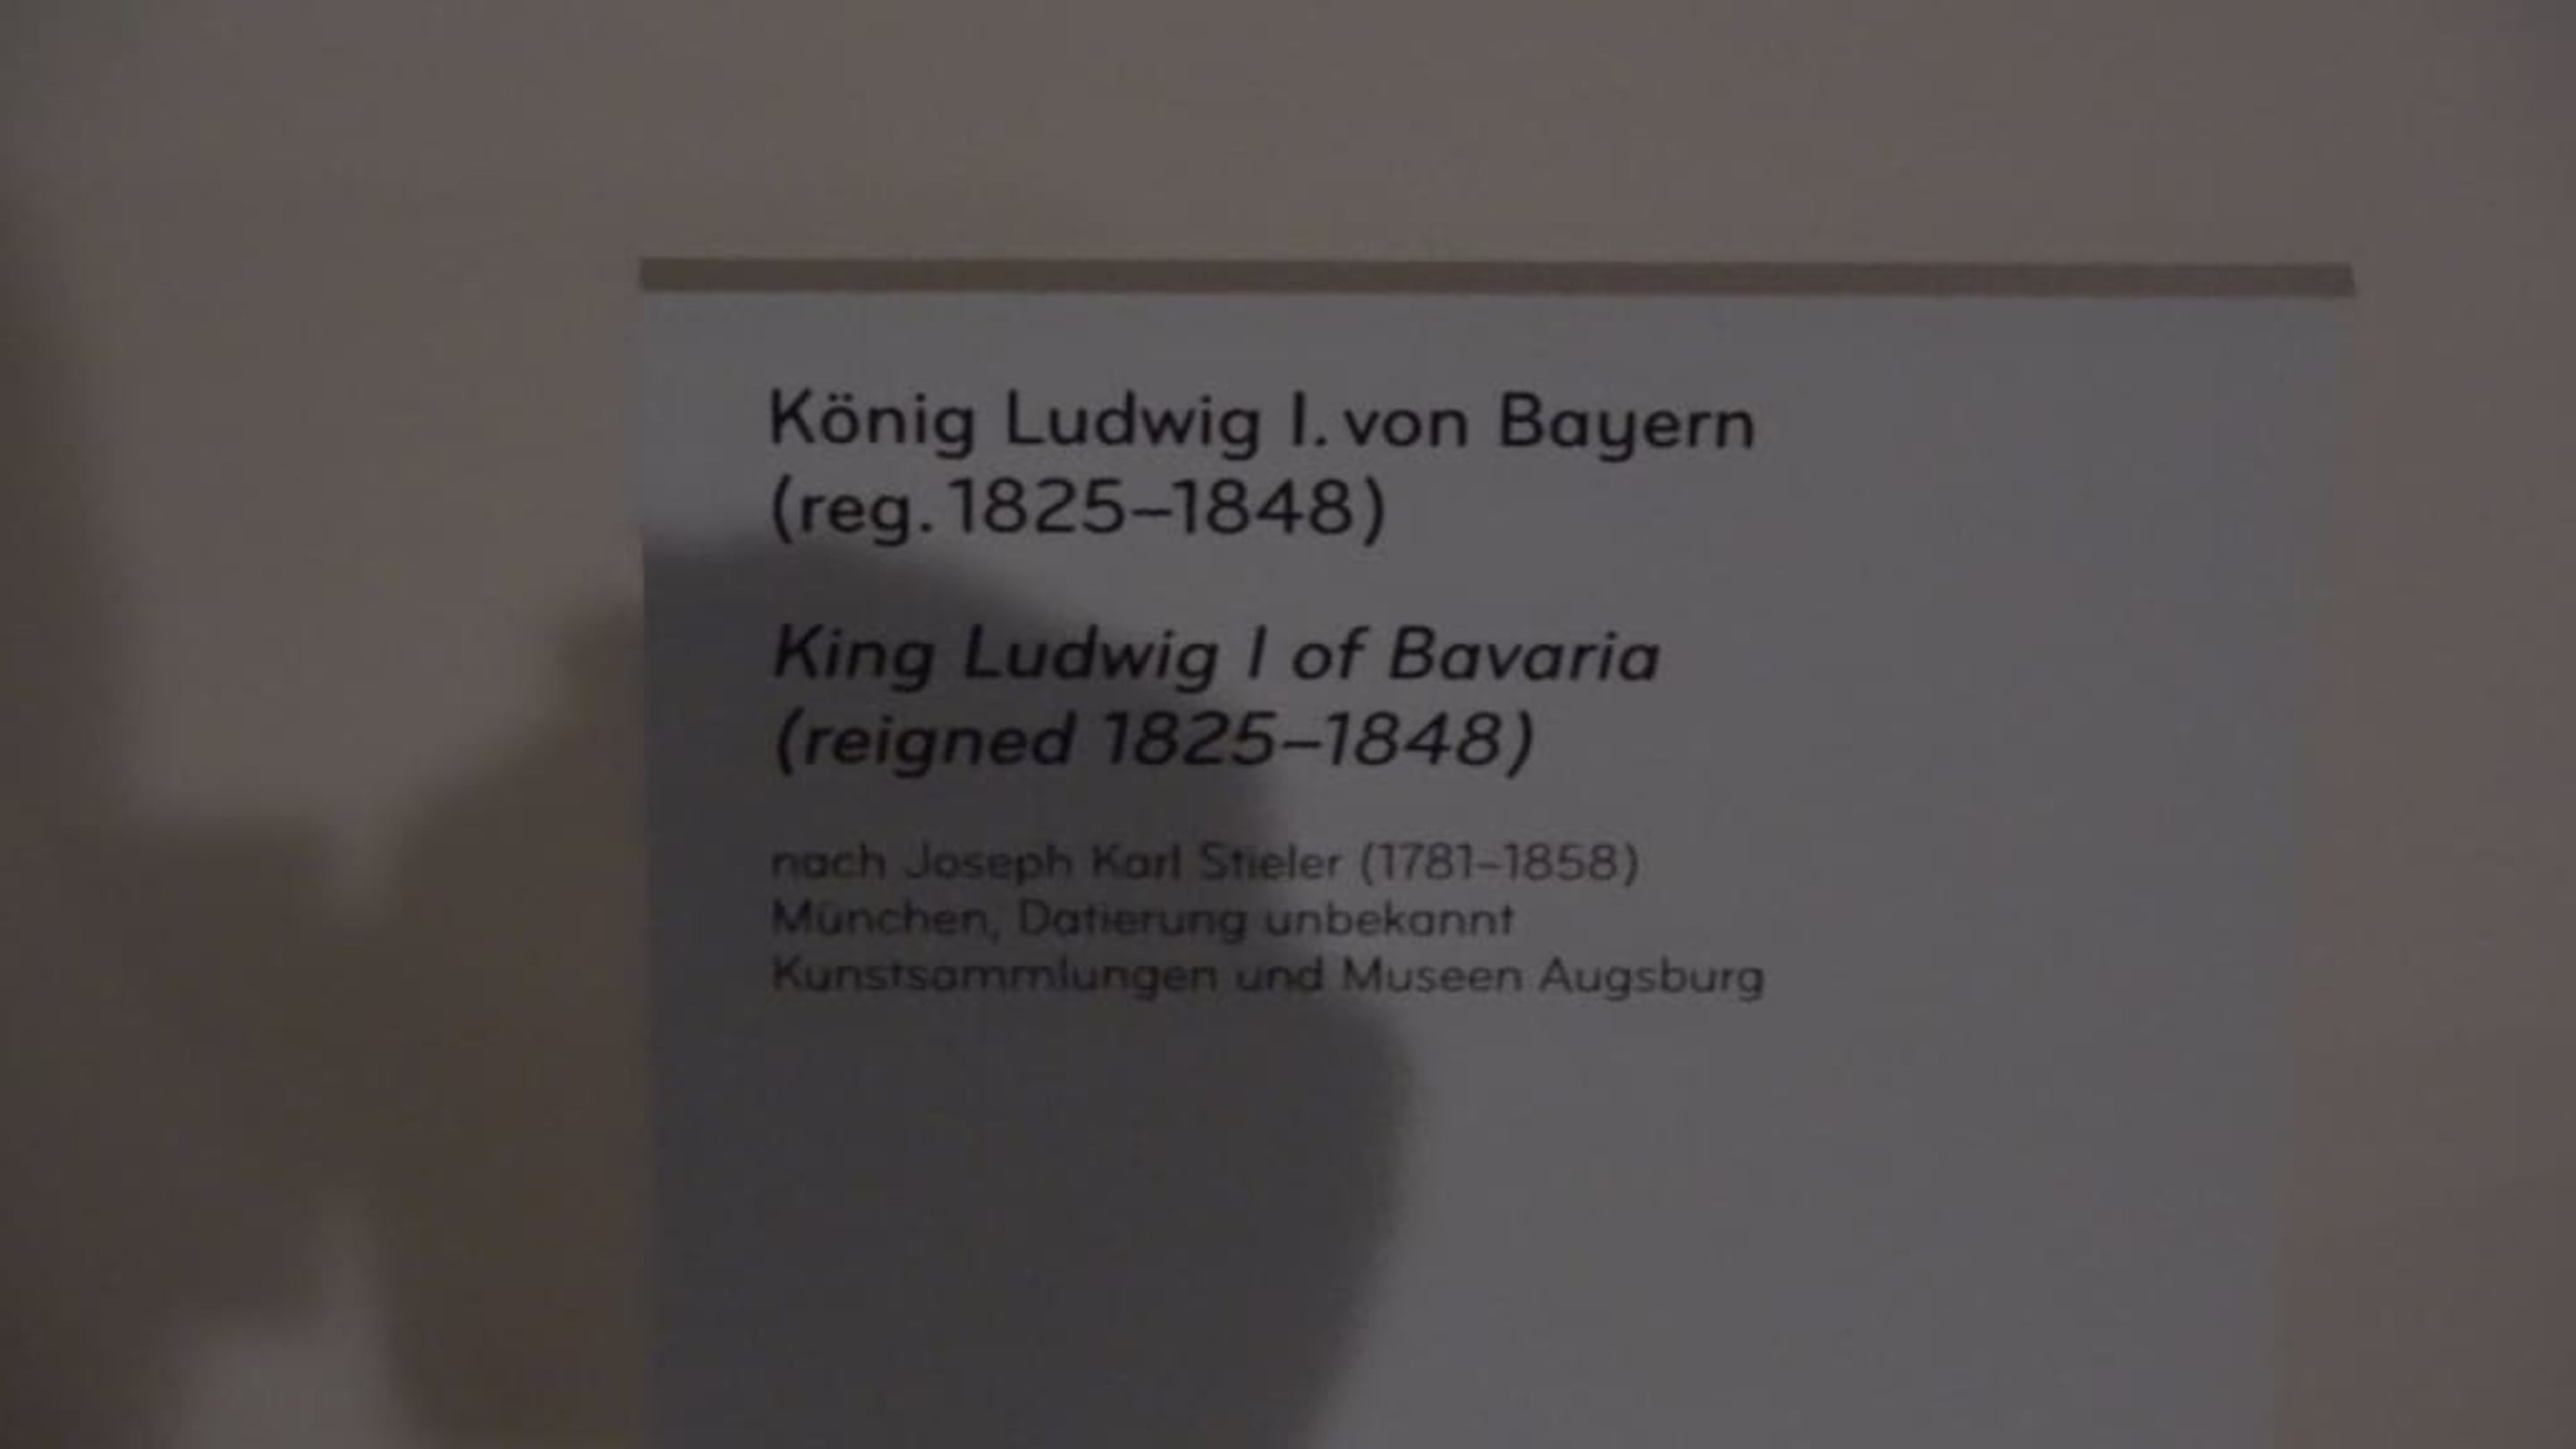 König Ludwig I. von Bayern
(reg. 1825–1848)
King Ludwig I of Bavaria
(reigned 1825–1848)
nach Joseph Karl Stieler (1781–1858)
München, Datierung unbekannt
Kunstsammlungen und Museen Augsburg